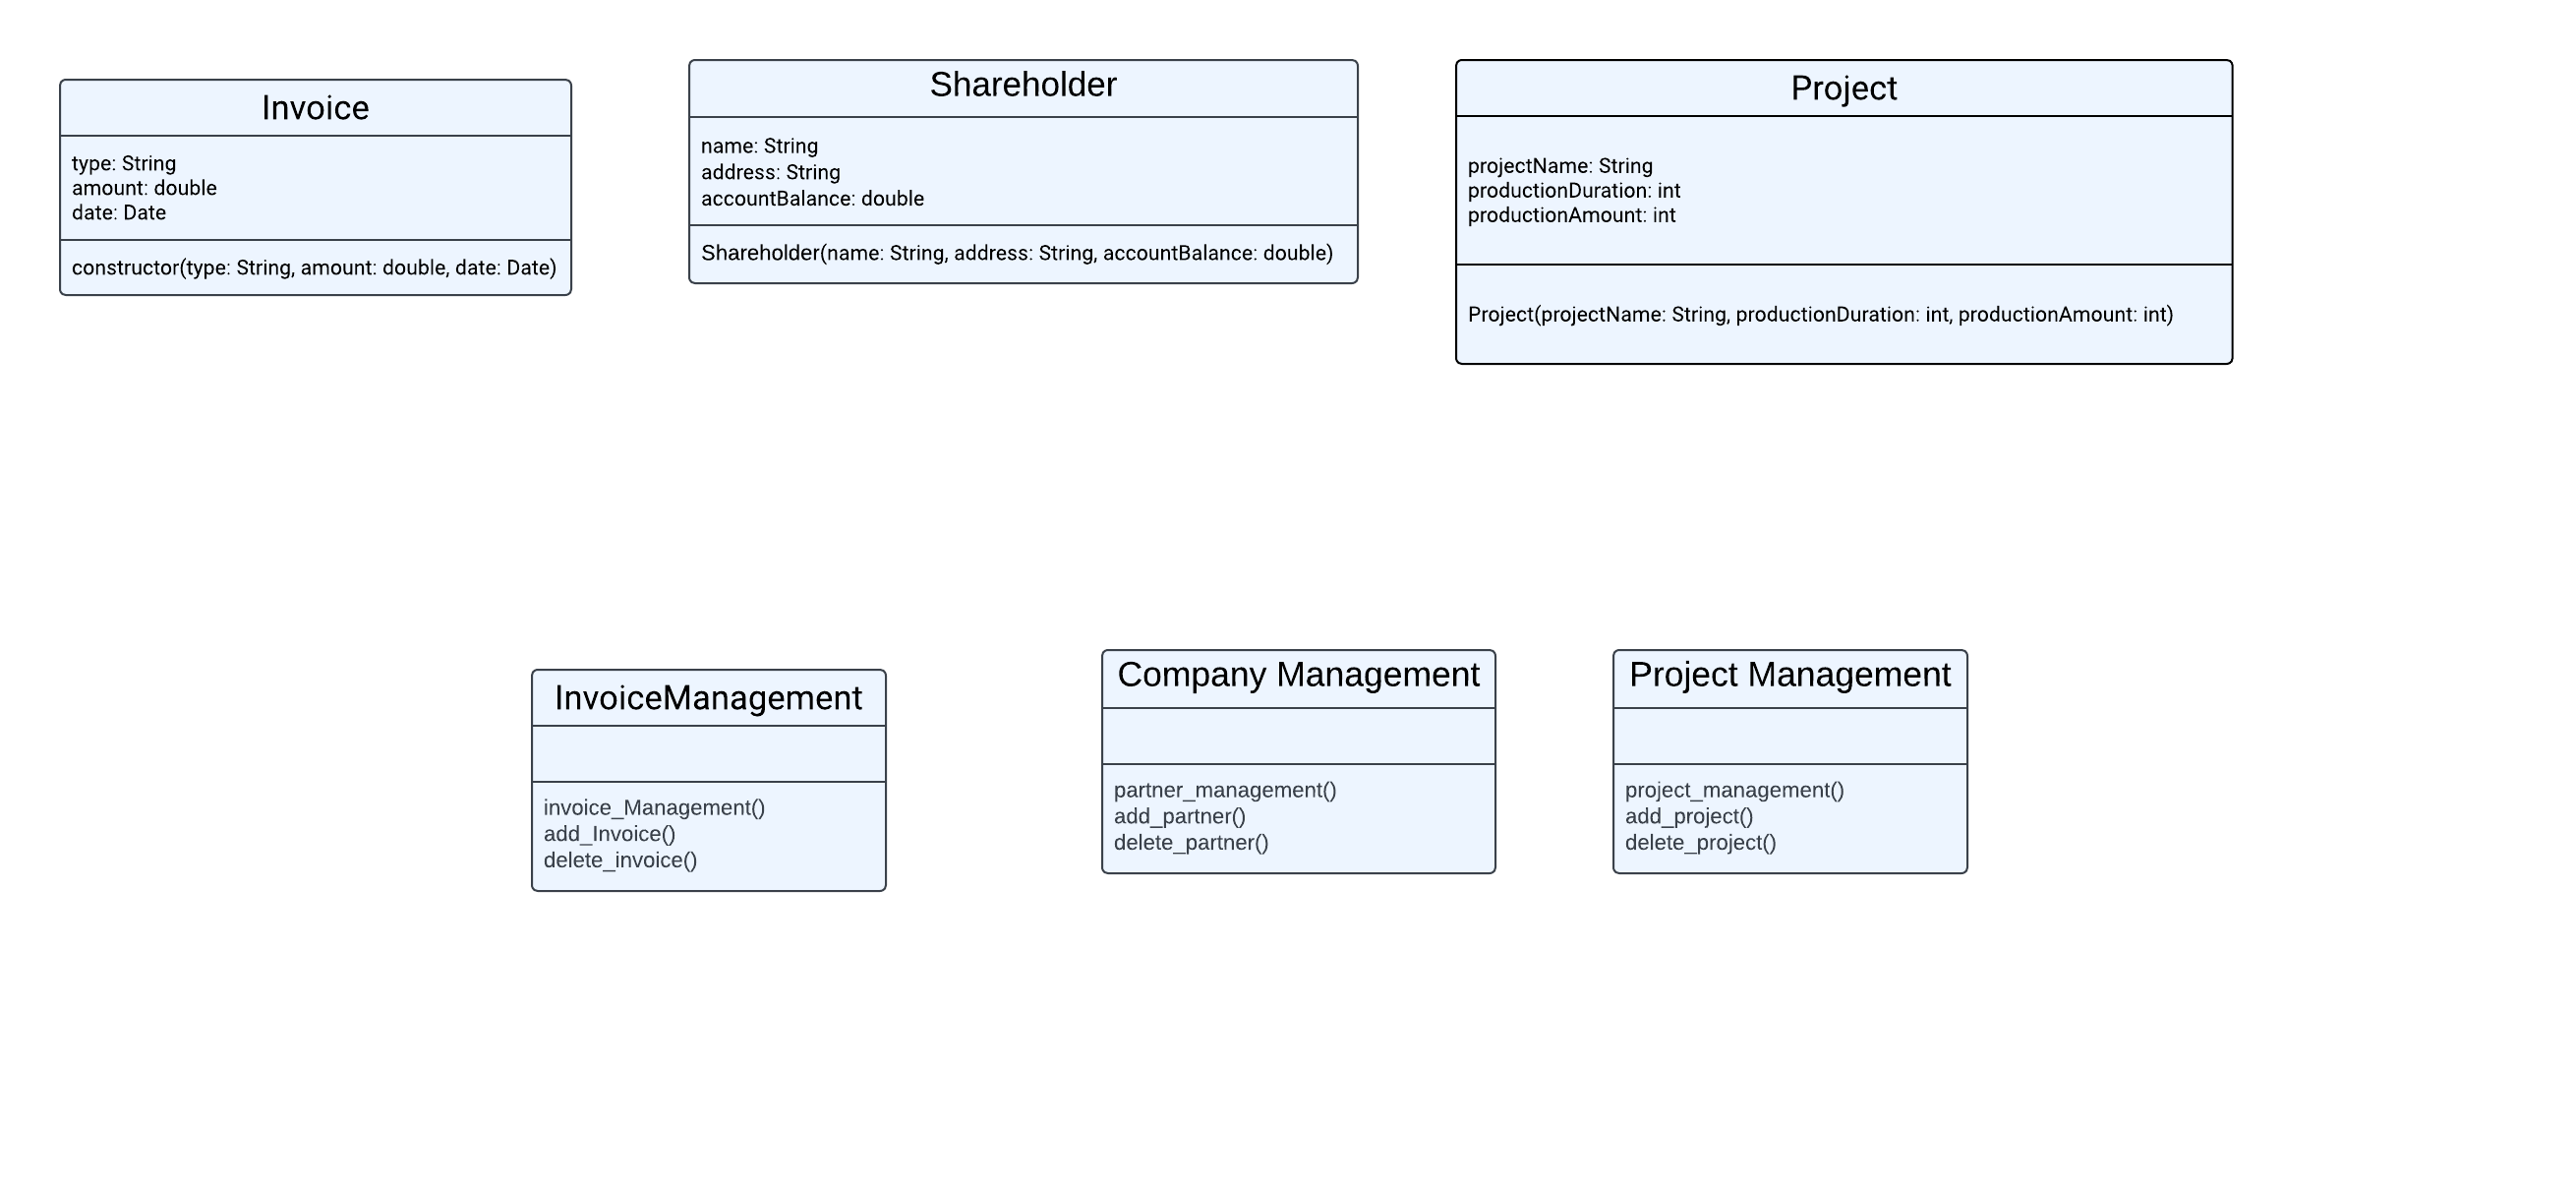 Invoice
type: String
amount: double
date: Date
constructor(type: String, amount: double, date: Date)
Shareholder
name: String
address: String
accountBalance: double
Shareholder(name: String, address: String, accountBalance: double)
Project
projectName: String
productionDuration: int
productionAmount: int
Project(projectName: String, productionDuration: int, productionAmount: int)
InvoiceManagement
invoice_Management()
add_Invoice()
delete_invoice()
Company Management
partner_management()
add_partner()
delete_partner()
Project Management
project_management()
add_project()
delete_project()